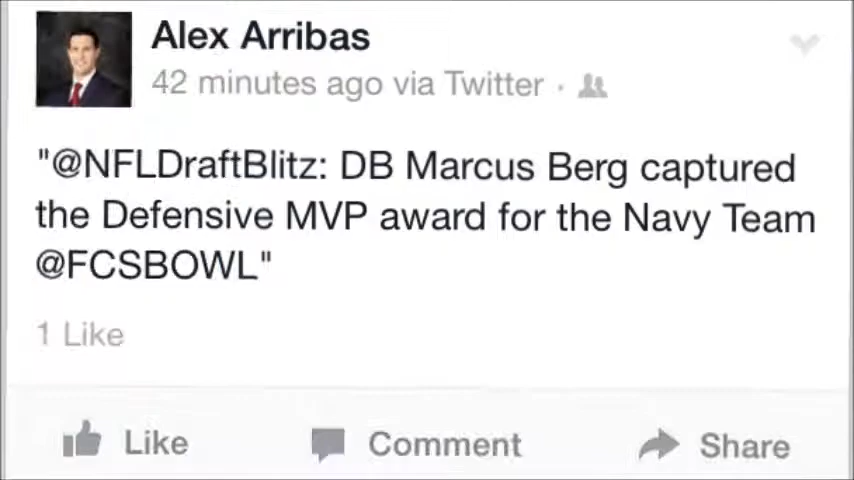 Alex Arribas
42 minutes ago via Twitter ·
"@NFLDraftBlitz: DB Marcus Berg captured
the Defensive MVP award for the Navy Team
@FCSBOWL"
1 Like
Like Comment Share